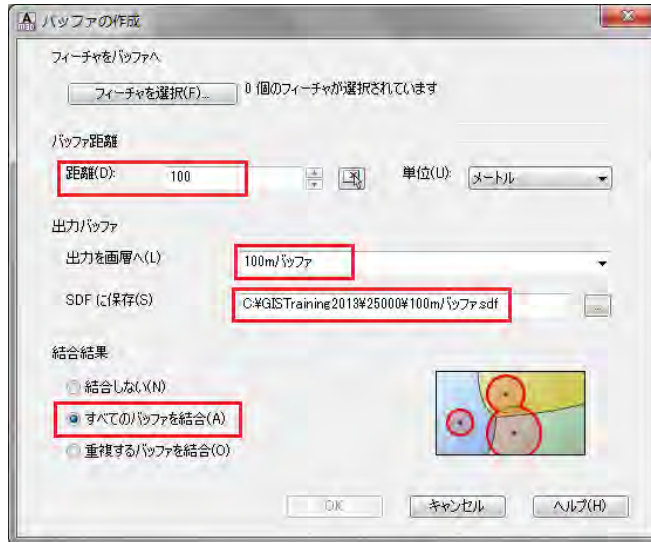 バッファの作成
フィーチャをバッファへ
フィーチャを選択(F)... 0 個のフィーチャが選択されています
バッファ距離
距離(D): 100 単位(U): メートル
出力バッファ
出力を画層へ(L) 100mバッファ
SDF に保存(S) C:¥GISTraining2013¥25000¥100mバッファ.sdf ...
結合結果
結合しない(N)
すべてのバッファを結合(A)
重複するバッファを結合(O)
OK キャンセル ヘルプ(H)